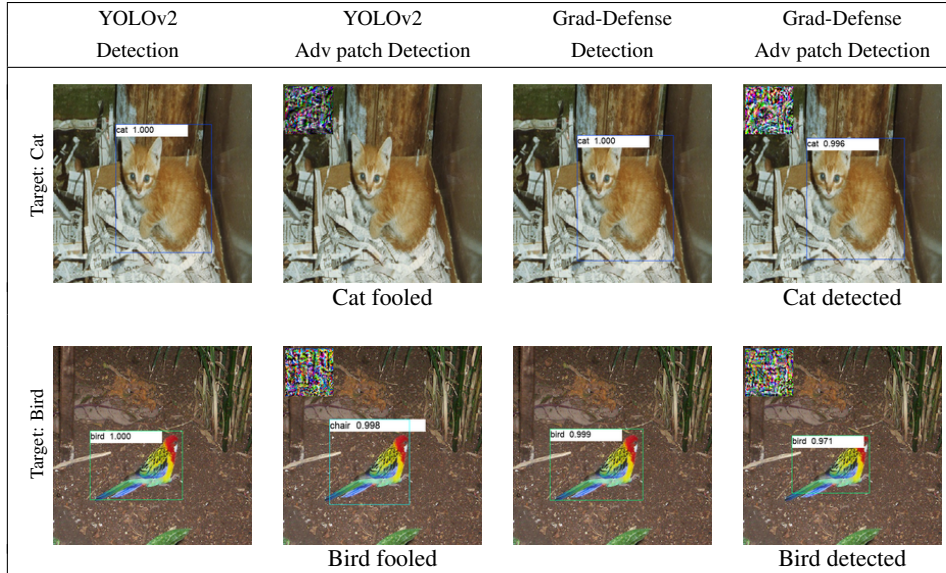 YOLOv2 YOLOv2 Grad-Defense Grad-Defense
Detection Adv patch Detection Detection Adv patch Detection
Target: Cat
cat 1.000
cat 1.000
cat 0.996
Cat fooled Cat detected
Target: Bird
bird 1.000
chair 0.998
bird 0.999
bird 0.971
Bird fooled Bird detected